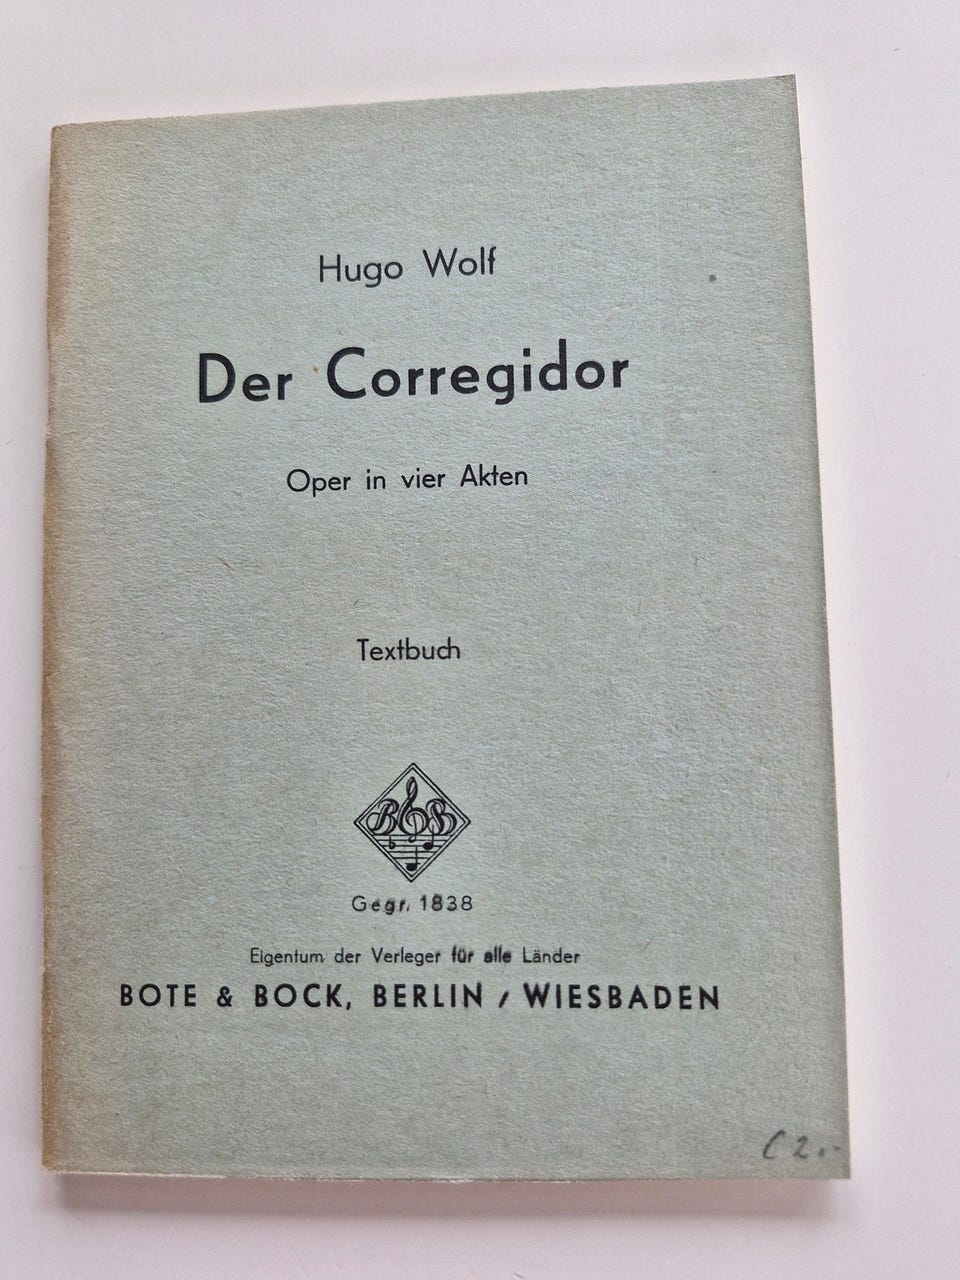 Hugo Wolf
Der Corregidor
Oper in vier Akten
Textbuch
B&B
Gegr. 1838
Eigentum der Verleger für alle Länder
BOTE & BOCK, BERLIN / WIESBADEN